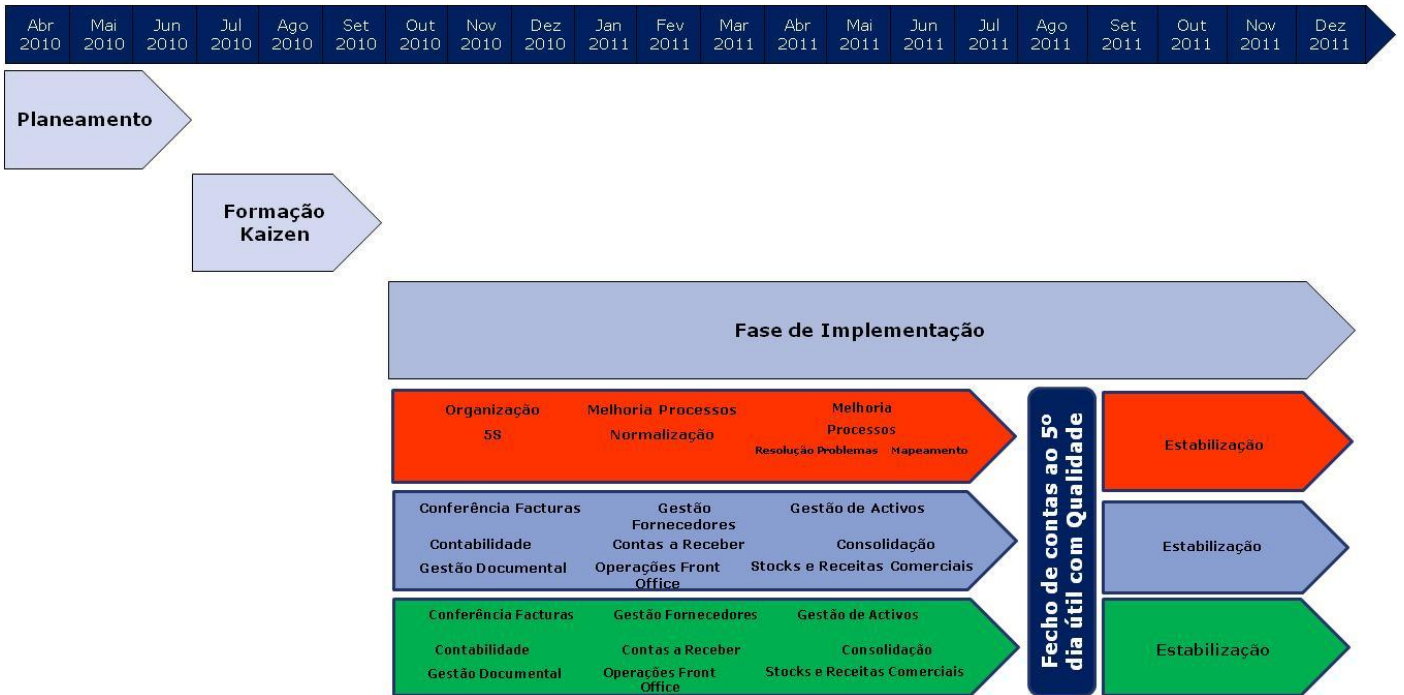 Abr Mai Jun Jul Ago Set Out Nov Dez Jan Fev Mar Abr Mai Jun Jul Ago Set Out Nov Dez
2010 2010 2010 2010 2010 2010 2010 2010 2010 2011 2011 2011 2011 2011 2011 2011 2011 2011 2011 2011 2011
Planeamento
Formação
Kaizen
Fase de Implementação
Organização
5S
Melhoria Processos
Normalização
Melhoria
Processos
Resolução Problemas Mapeamento
Conferência Facturas
Gestão
Fornecedores
Gestão de Activos
Contabilidade
Contas a Receber
Consolidação
Gestão Documental
Operações Front
Office
Stocks e Receitas Comerciais
Conferência Facturas
Gestão Fornecedores
Gestão de Activos
Contabilidade
Contas a Receber
Consolidação
Gestão Documental
Operações Front
Office
Stocks e Receitas Comerciais
Fecho de contas ao 5º
dia útil com Qualidade
Estabilização
Estabilização
Estabilização